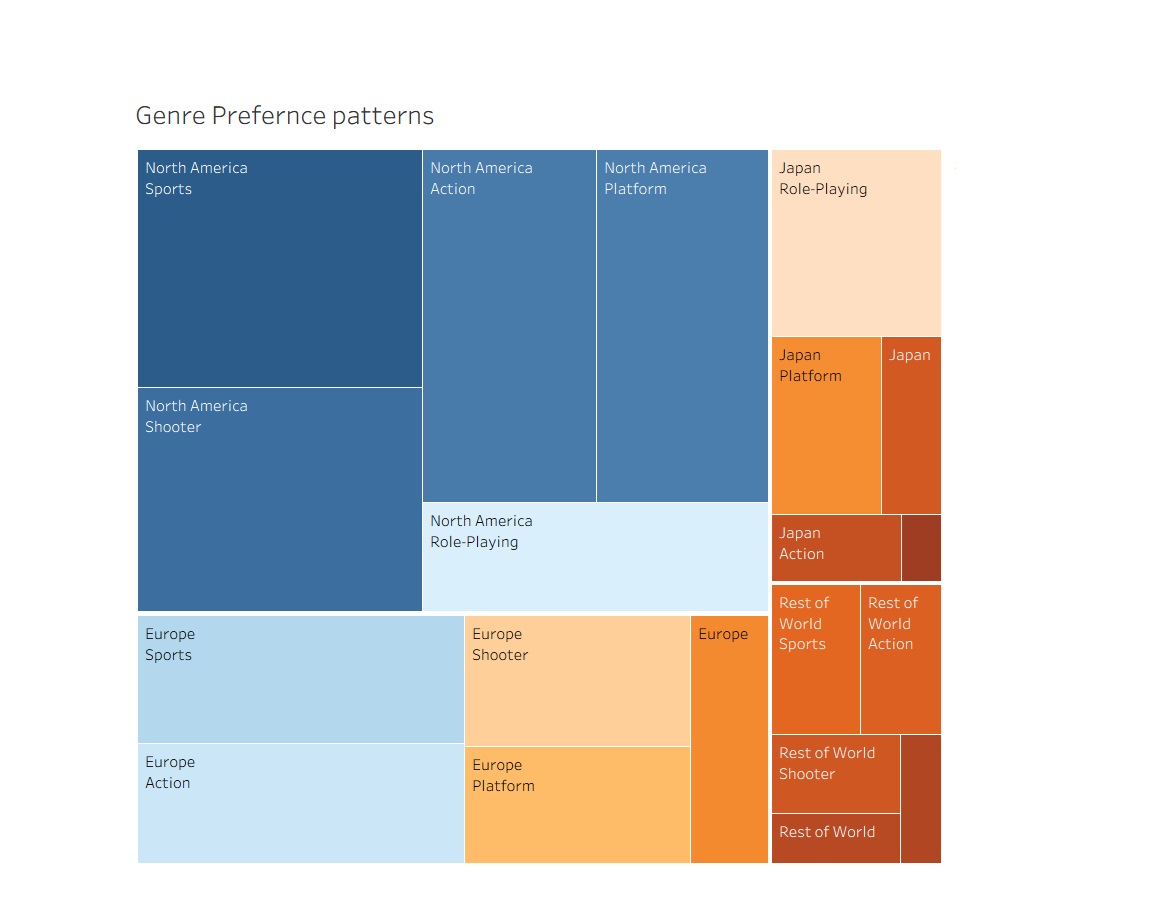 Genre Prefernce patterns
North America
Sports
North America
Action
North America
Platform
Japan
Role-Playing
Japan
Platform
Japan
North America
Shooter
North America
Role-Playing
Japan
Action
Rest of
World
Sports
Rest of
World
Action
Europe
Sports
Europe
Shooter
Europe
Europe
Action
Europe
Platform
Rest of World
Shooter
Rest of World